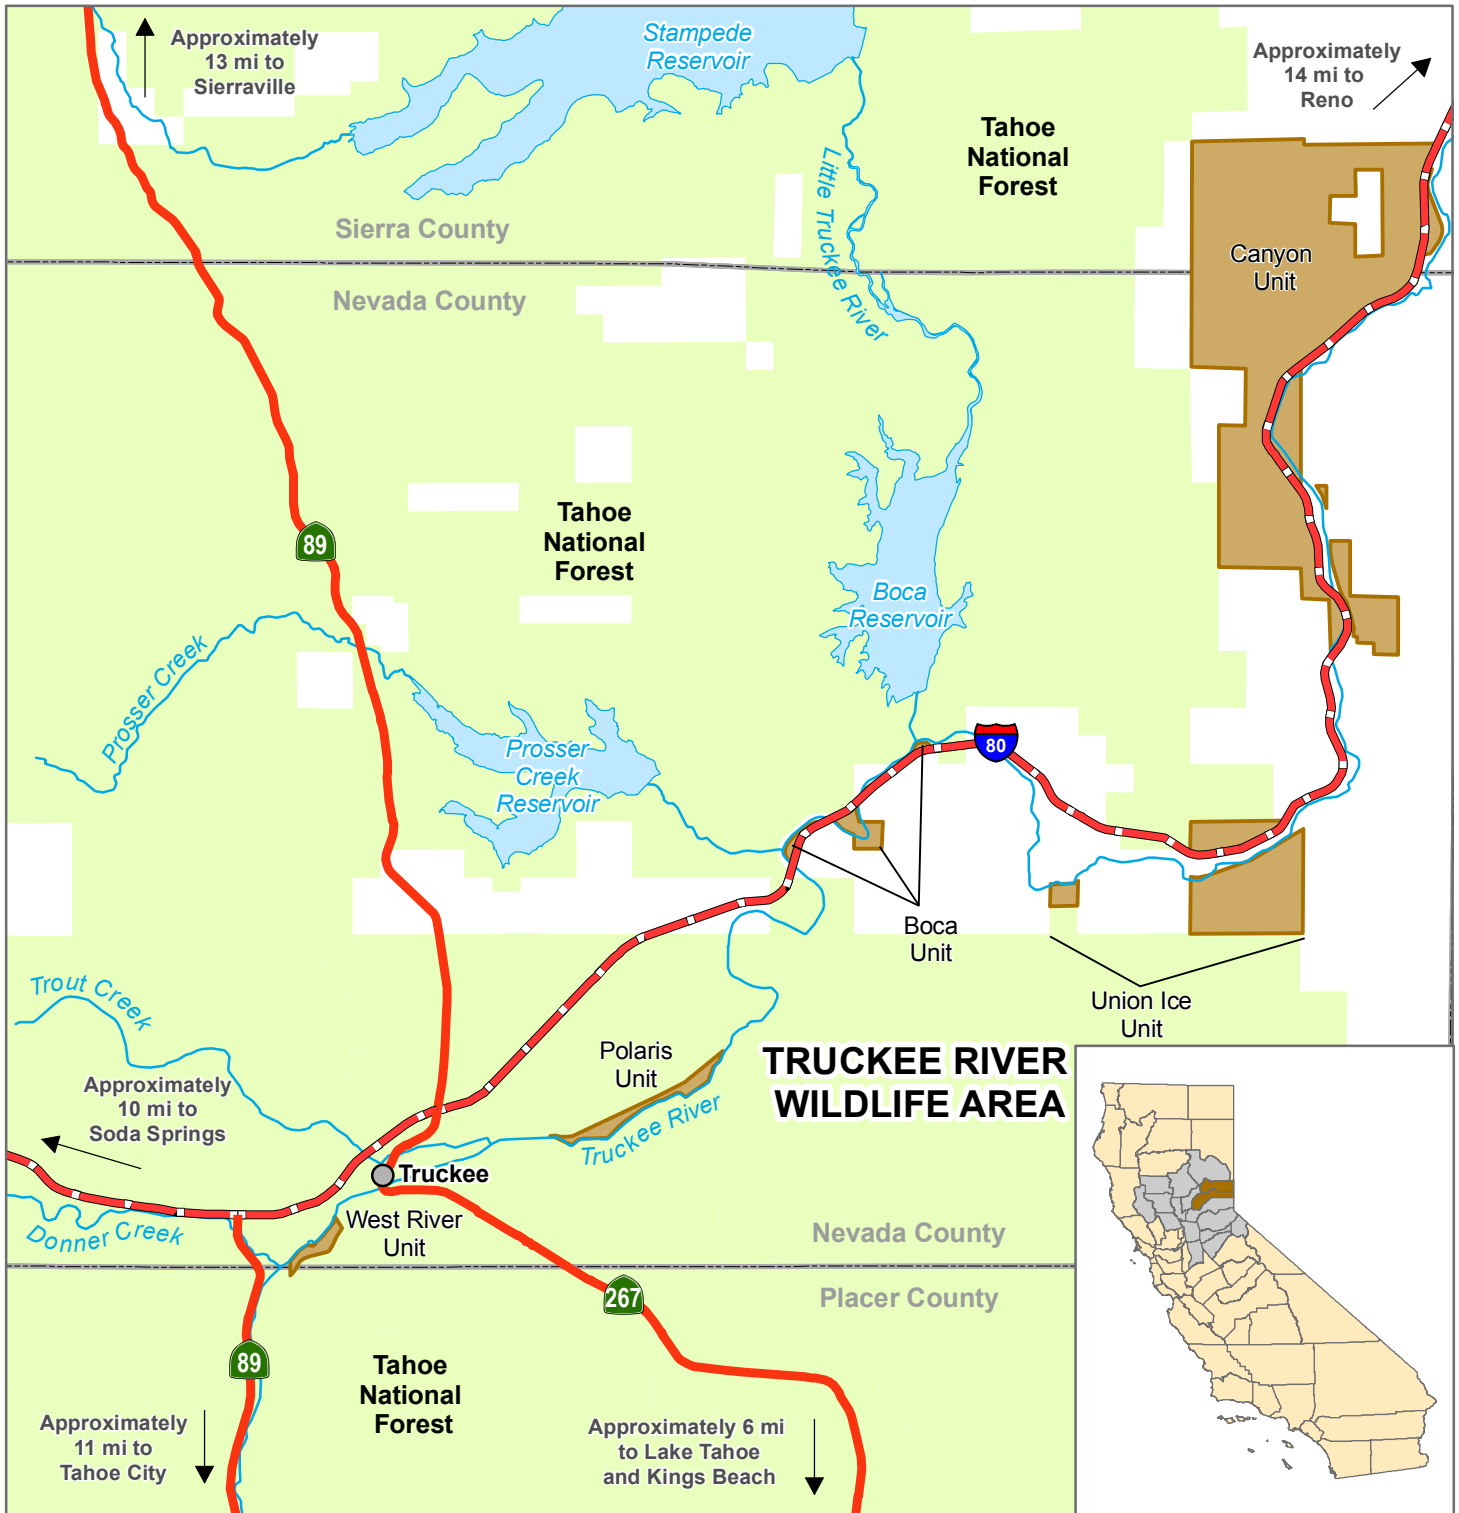 Approximately
13 mi to
Sierraville
Stampede
Reservoir
Approximately
14 mi to
Reno
Tahoe
National
Forest
Little Truckee River
Sierra County
Nevada County
Canyon
Unit
89
Tahoe
National
Forest
Boca
Reservoir
Prosser Creek
Prosser
Creek
Reservoir
80
Boca
Unit
Union Ice
Unit
Trout Creek
Polaris
Unit
TRUCKEE RIVER
WILDLIFE AREA
Approximately
10 mi to
Soda Springs
Truckee River
Truckee
Donner Creek
West River
Unit
Nevada County
Placer County
267
89
Tahoe
National
Forest
Approximately
11 mi to
Tahoe City
Approximately 6 mi
to Lake Tahoe
and Kings Beach